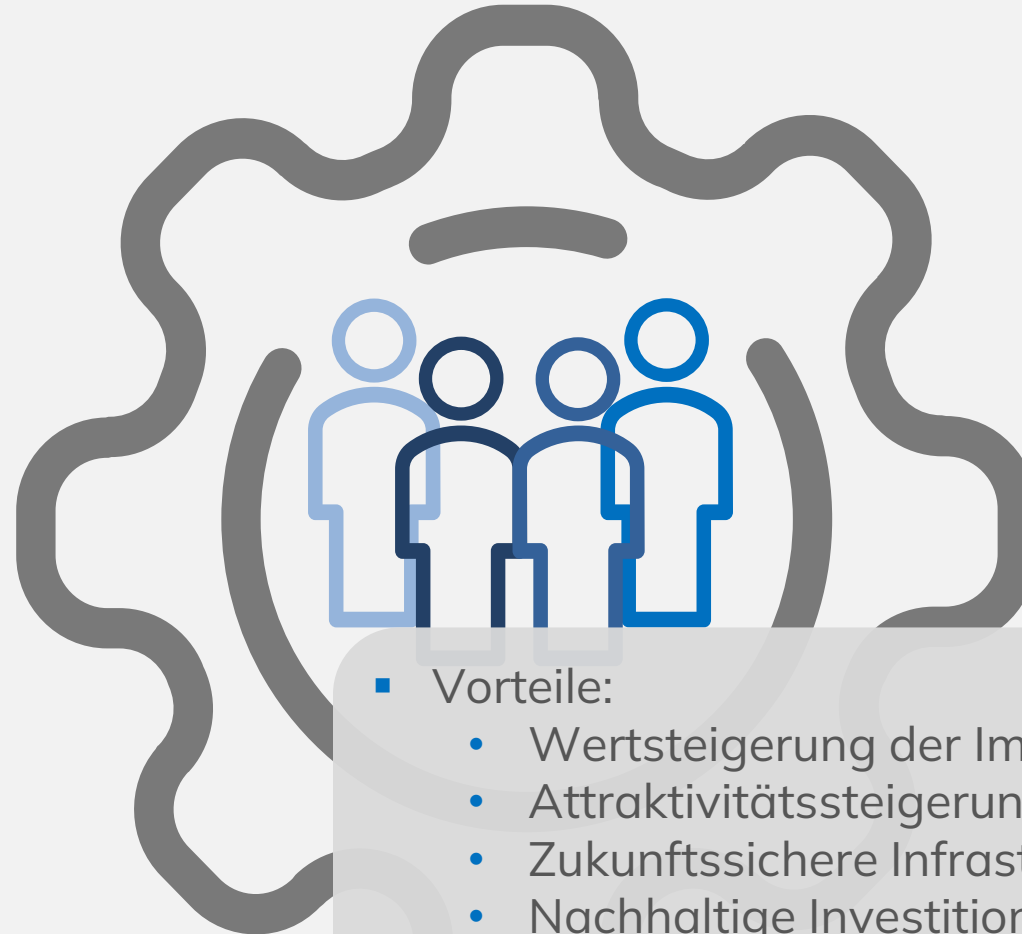 Vorteile:
Wertsteigerung der Im
Attraktivitätssteigerun
Zukunftssichere Infrast
Nachhaltige Investition